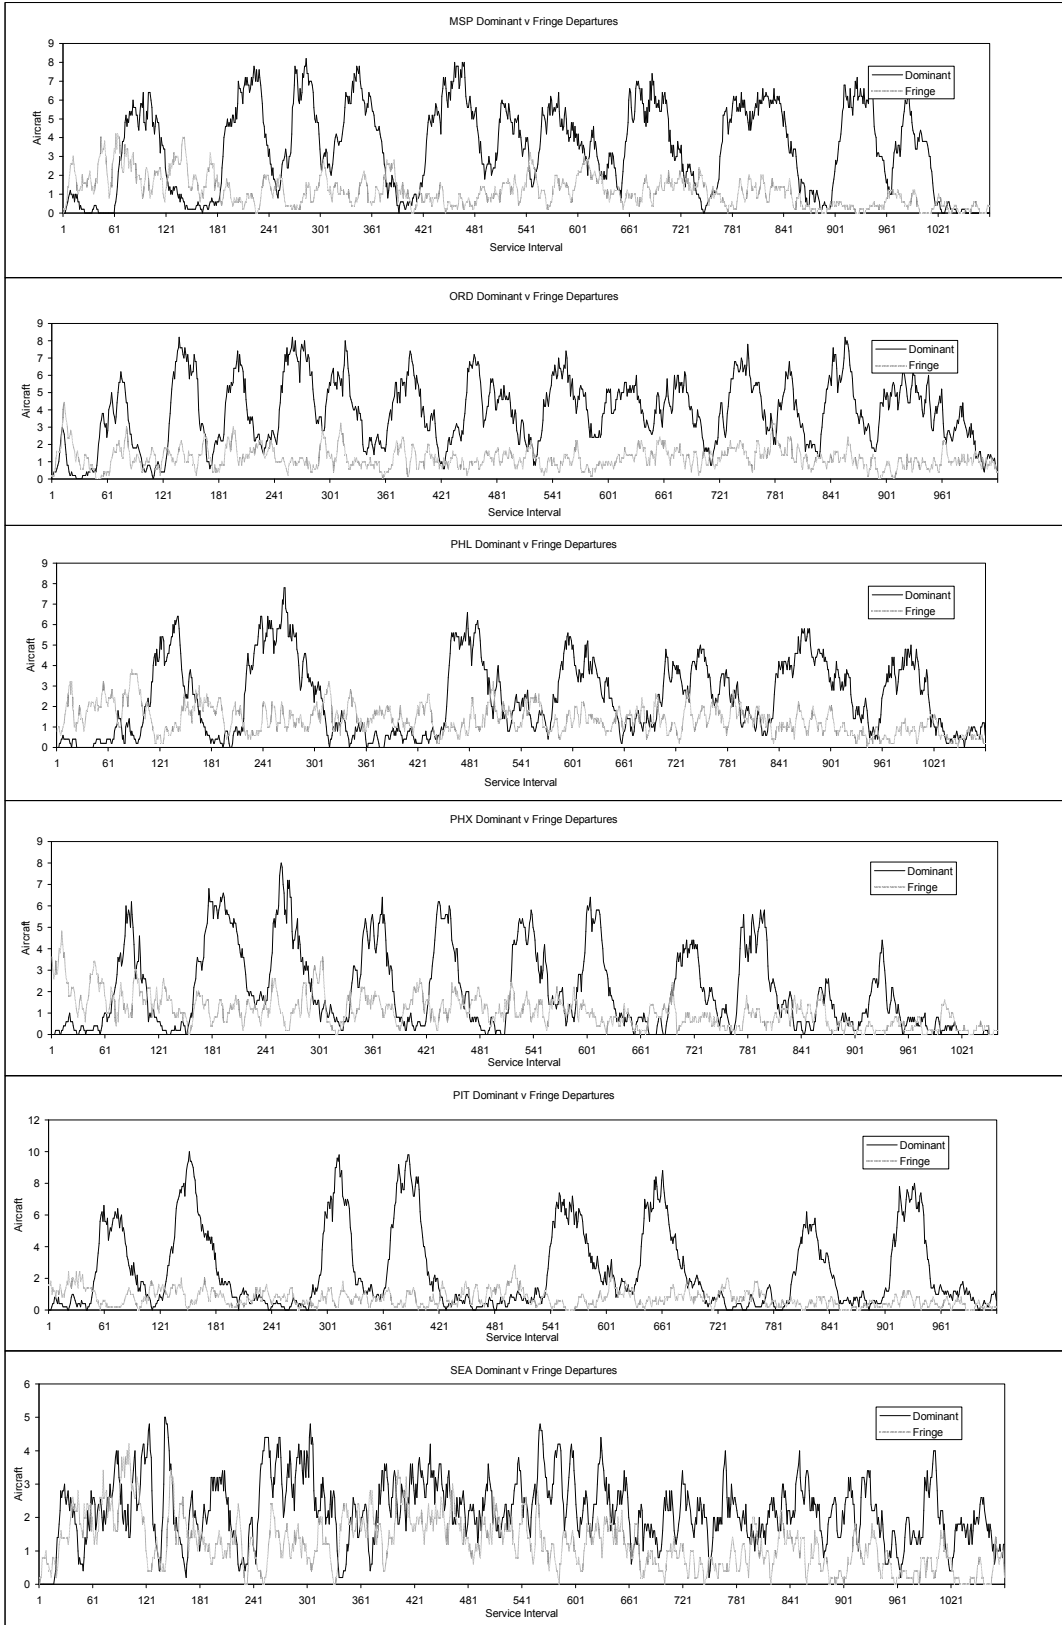 MSP Dominant v Fringe Departures
9
8
7
6
5
4
3
2
1
0
Aircraft
Dominant
Fringe
1 61 121 181 241 301 361 421 481 541 601 661 721 781 841 901 961 1021
Service Interval
ORD Dominant v Fringe Departures
9
8
7
6
5
4
3
2
1
0
Aircraft
Dominant
Fringe
1 61 121 181 241 301 361 421 481 541 601 661 721 781 841 901 961
Service Interval
PHL Dominant v Fringe Departures
9
8
7
6
5
4
3
2
1
0
Aircraft
Dominant
Fringe
1 61 121 181 241 301 361 421 481 541 601 661 721 781 841 901 961 1021
Service Interval
PHX Dominant v Fringe Departures
9
8
7
6
5
4
3
2
1
0
Aircraft
Dominant
Fringe
1 61 121 181 241 301 361 421 481 541 601 661 721 781 841 901 961 1021
Service Interval
PIT Dominant v Fringe Departures
12
10
8
6
4
2
0
Aircraft
Dominant
Fringe
1 61 121 181 241 301 361 421 481 541 601 661 721 781 841 901 961
Service Interval
SEA Dominant v Fringe Departures
6
5
4
3
2
1
0
Aircraft
Dominant
Fringe
1 61 121 181 241 301 361 421 481 541 601 661 721 781 841 901 961 1021
Service Interval